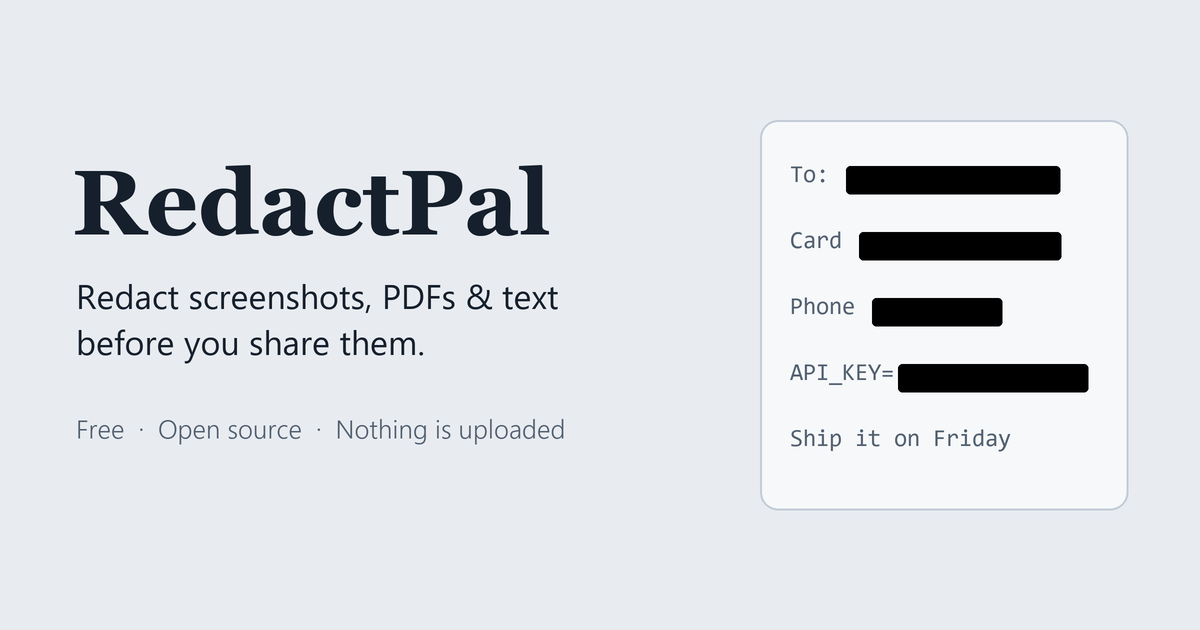 RedactPal
Redact screenshots, PDFs & text
before you share them.
Free · Open source · Nothing is uploaded
To:
Card
Phone
API_KEY=
Ship it on Friday